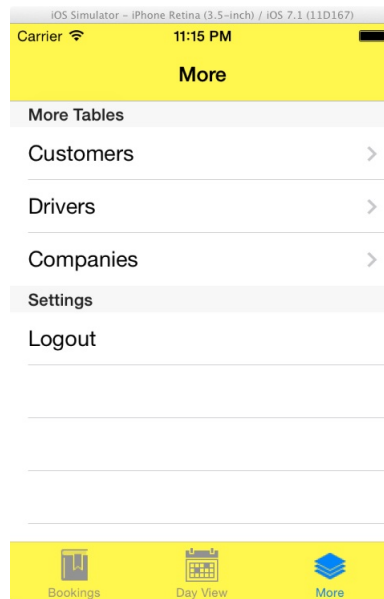 iOS Simulator - iPhone Retina (3.5-inch) / iOS 7.1 (11D167)
Carrier 11:15 PM
More
More Tables
Customers
Drivers
Companies
Settings
Logout
Bookings Day View More